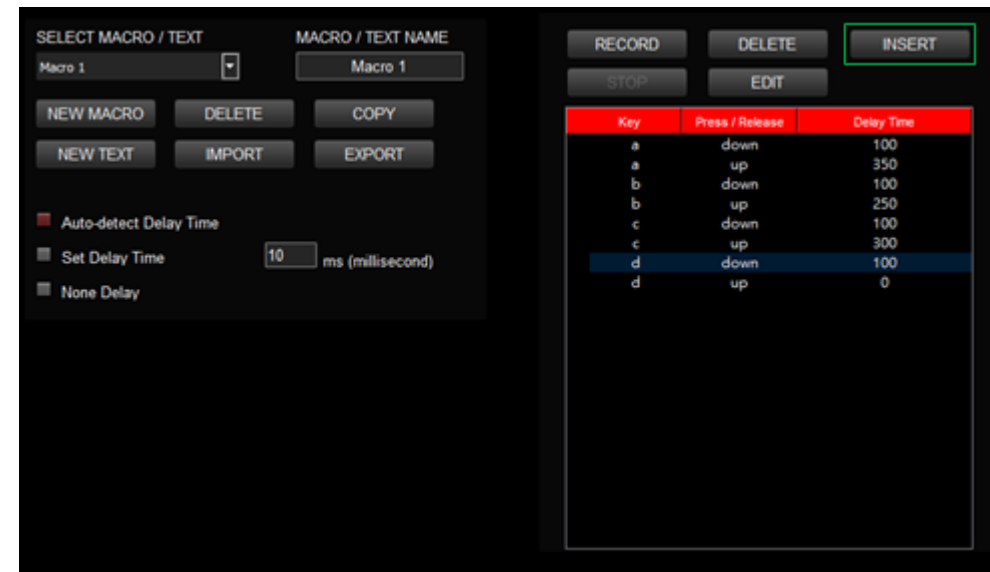 SELECT MACRO / TEXT
MACRO / TEXT NAME
Macro 1
Macro 1
NEW MACRO
DELETE
COPY
NEW TEXT
IMPORT
EXPORT
Auto-detect Delay Time
Set Delay Time 10 ms (millisecond)
None Delay
RECORD
DELETE
INSERT
STOP
EDIT
Key Press / Release Delay Time
a down 100
a up 350
b down 100
b up 250
c down 100
c up 300
d down 100
d up 0